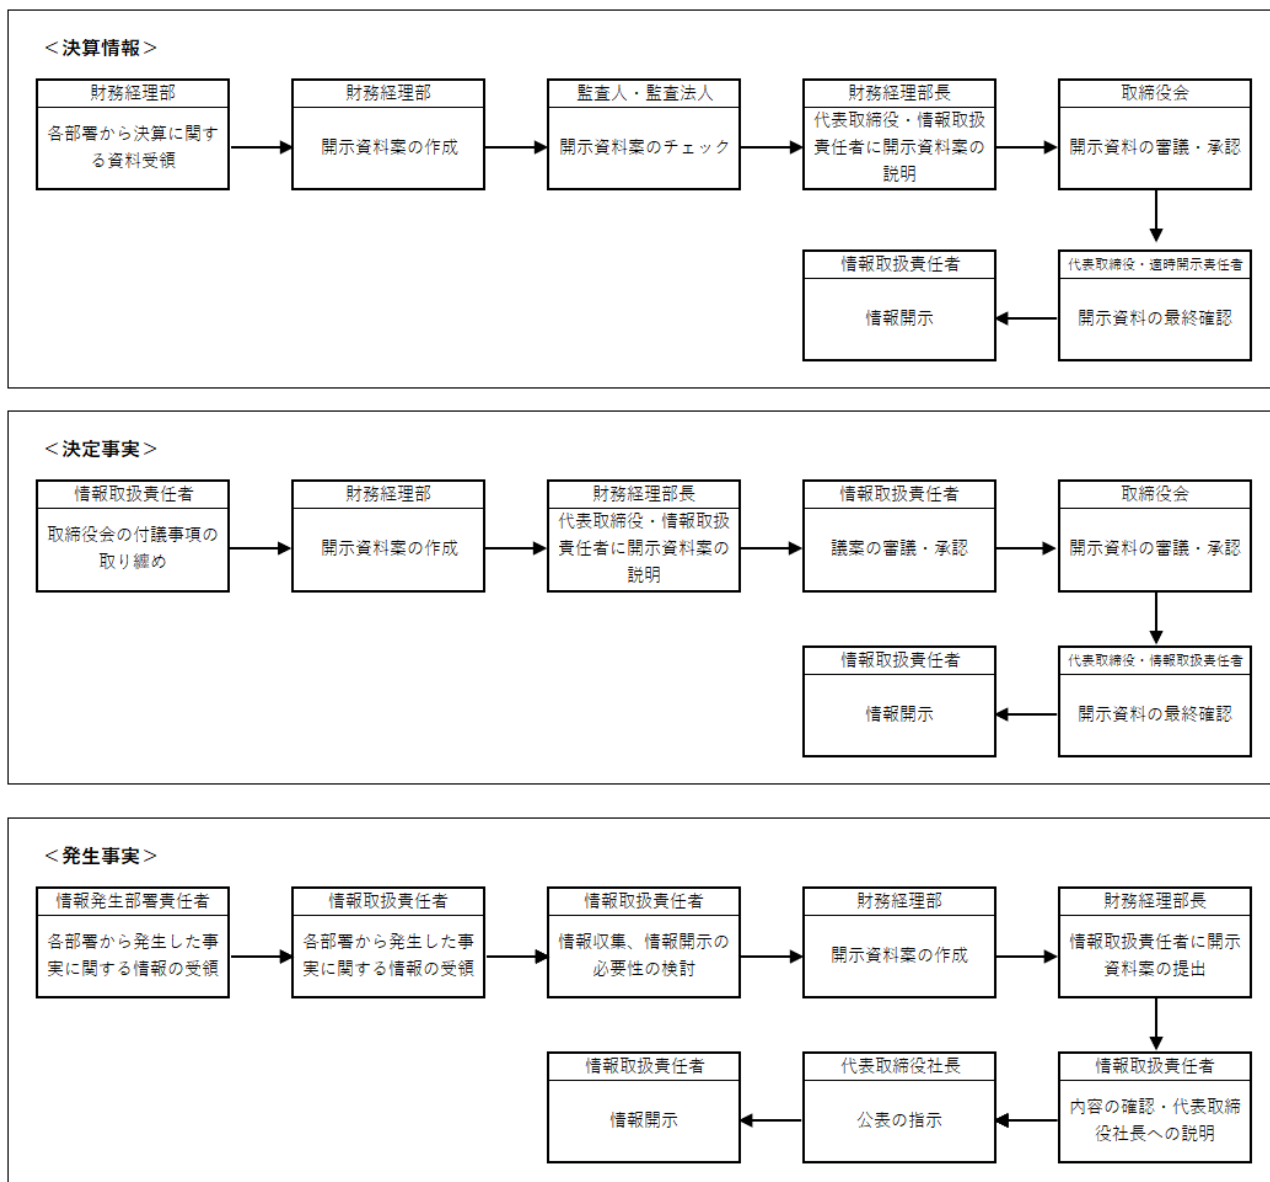 ＜決算情報＞
財務経理部
各部署から決算に関す
る資料受領
財務経理部
開示資料案の作成
監査人・監査法人
開示資料案のチェック
財務経理部長
代表取締役・情報取扱
責任者に開示資料案の
説明
取締役会
開示資料の審議・承認
代表取締役・適時開示責任者
開示資料の最終確認
情報取扱責任者
情報開示
＜決定事実＞
情報取扱責任者
取締役会の付議事項の
取り纏め
財務経理部
開示資料案の作成
財務経理部長
代表取締役・情報取扱
責任者に開示資料案の
説明
情報取扱責任者
議案の審議・承認
取締役会
開示資料の審議・承認
代表取締役・情報取扱責任者
開示資料の最終確認
情報取扱責任者
情報開示
＜発生事実＞
情報発生部署責任者
各部署から発生した事
実に関する情報の受領
情報取扱責任者
各部署から発生した事
実に関する情報の受領
情報取扱責任者
情報収集、情報開示の
必要性の検討
財務経理部
開示資料案の作成
財務経理部長
情報取扱責任者に開示
資料案の提出
情報取扱責任者
内容の確認・代表取締
役社長への説明
代表取締役社長
公表の指示
情報取扱責任者
情報開示